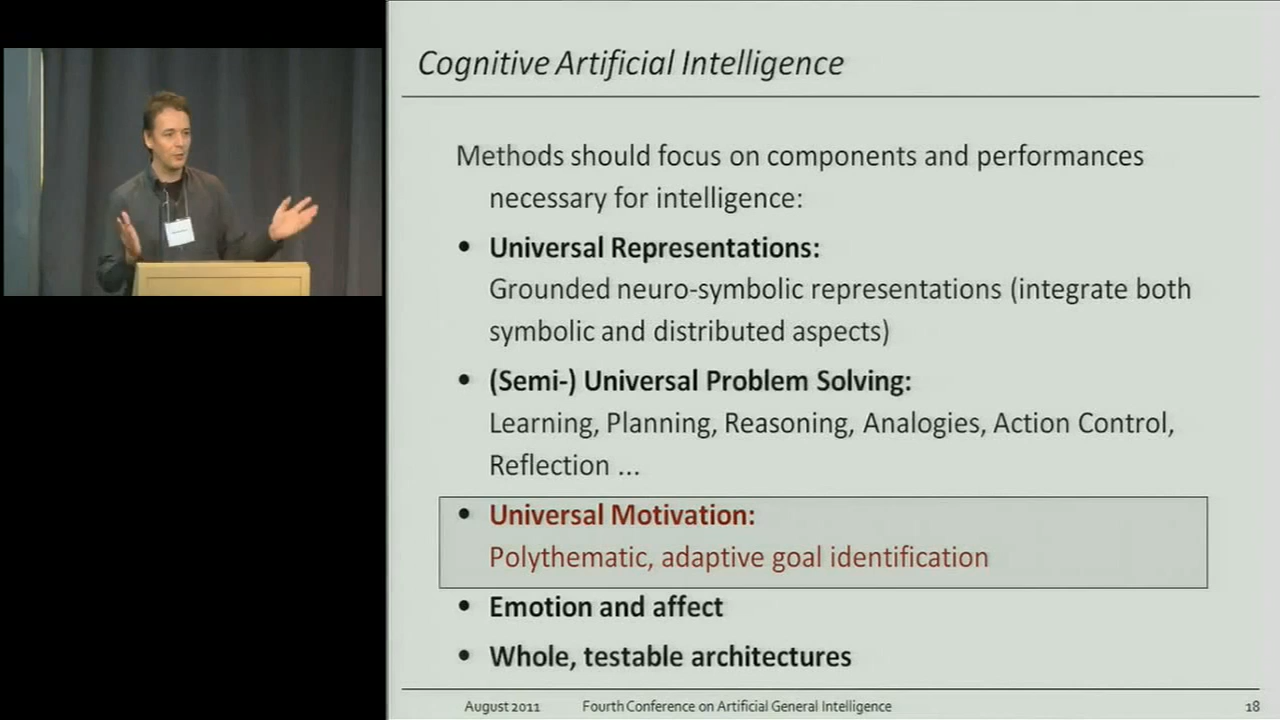 Cognitive Artificial Intelligence
Methods should focus on components and performances
necessary for intelligence:
• Universal Representations:
Grounded neuro-symbolic representations (integrate both
symbolic and distributed aspects)
• (Semi-) Universal Problem Solving:
Learning, Planning, Reasoning, Analogies, Action Control,
Reflection ...
• Universal Motivation:
Polythematic, adaptive goal identification
• Emotion and affect
• Whole, testable architectures
August 2011 Fourth Conference on Artificial General Intelligence 18